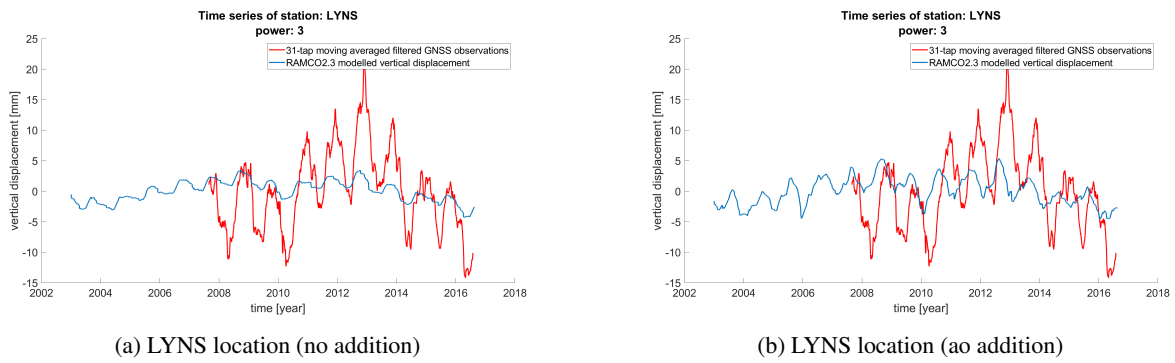 Time series of station: LYNS
power: 3
31-tap moving averaged filtered GNSS observations
RAMCO2.3 modelled vertical displacement
vertical displacement [mm]
25
20
15
10
5
0
-5
-10
-15
2002
2004
2006
2008
2010
2012
2014
2016
2018
time [year]
(a) LYNS location (no addition)
Time series of station: LYNS
power: 3
31-tap moving averaged filtered GNSS observations
RAMCO2.3 modelled vertical displacement
vertical displacement [mm]
25
20
15
10
5
0
-5
-10
-15
2002
2004
2006
2008
2010
2012
2014
2016
2018
time [year]
(b) LYNS location (ao addition)